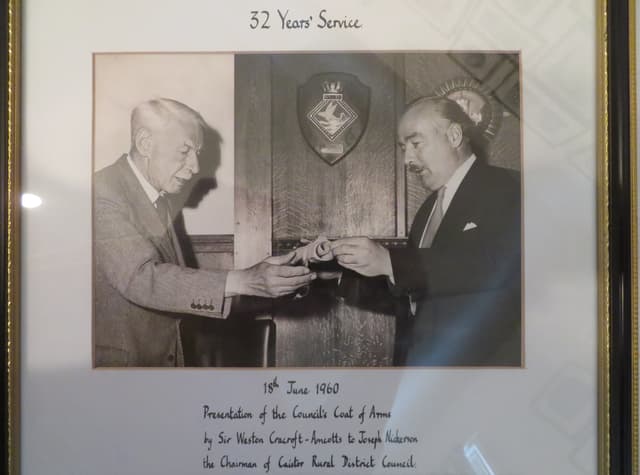 32 Years' Service
18th June 1960
Presentation of the Council's Coat of Arms
by Sir Weston Cracroft-Amcotts to Joseph Nickerson
the Chairman of Caistor Rural District Council.